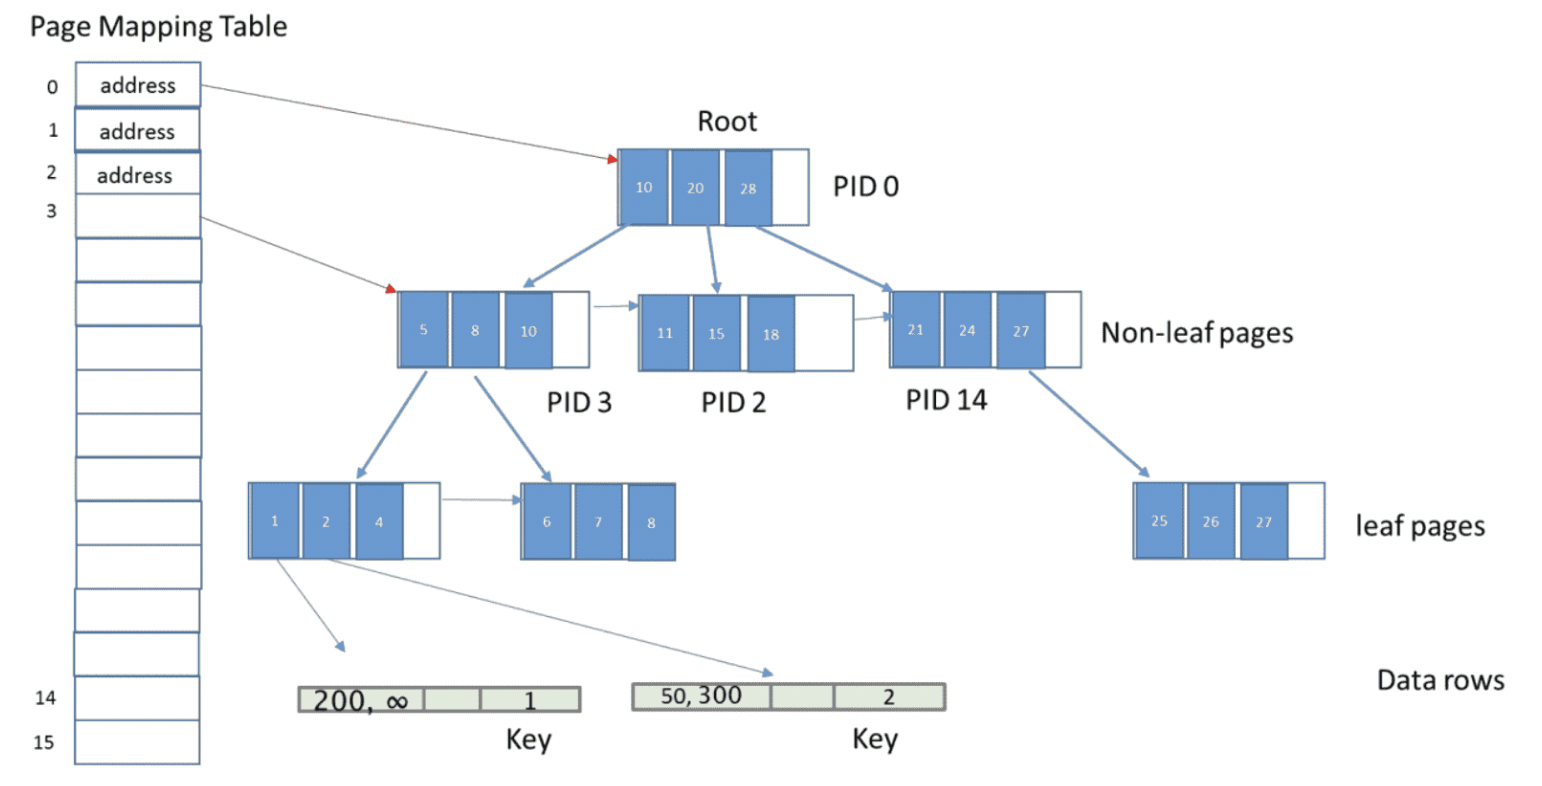 Page Mapping Table
0 address
1 address
2 address
3
14
15
Root
10 20 28
PID 0
5 8 10
11 15 18
21 24 27
Non-leaf pages
PID 3
PID 2
PID 14
1 2 4
6 7 8
25 26 27
leaf pages
200, ∞ 1
50, 300 2
Data rows
Key
Key